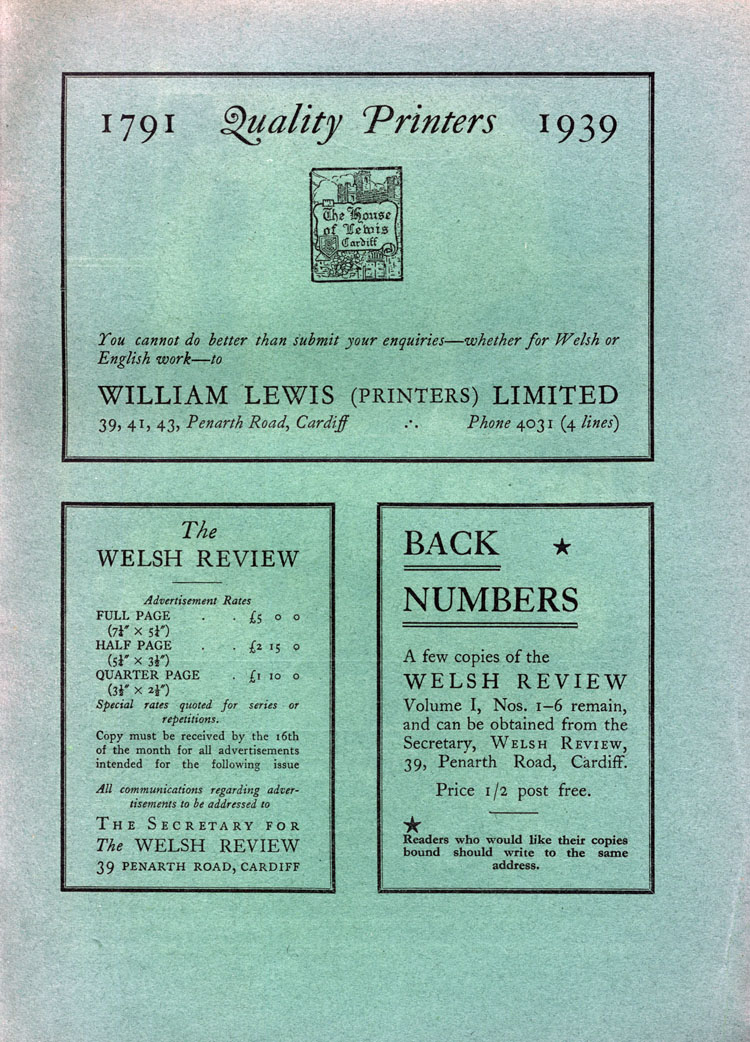 1791 Quality Printers 1939
The House
of Lewis
Cardiff
You cannot do better than submit your enquiries—whether for Welsh or
English work—to
WILLIAM LEWIS (PRINTERS) LIMITED
39, 41, 43, Penarth Road, Cardiff ∴ Phone 4031 (4 lines)
The
WELSH REVIEW
Advertisement Rates
FULL PAGE . . £5 0 0
(7¼″ × 5¼″)
HALF PAGE . . £2 15 0
(5¼″ × 3½″)
QUARTER PAGE . £1 10 0
(3½″ × 2½″)
Special rates quoted for series or
repetitions.
Copy must be received by the 16th
of the month for all advertisements
intended for the following issue
All communications regarding adver-
tisements to be addressed to
THE SECRETARY FOR
The WELSH REVIEW
39 PENARTH ROAD, CARDIFF
BACK ★
NUMBERS
A few copies of the
WELSH REVIEW
Volume I, Nos. 1–6 remain,
and can be obtained from the
Secretary, WELSH REVIEW,
39, Penarth Road, Cardiff.
Price 1/2 post free.
★
Readers who would like their copies
bound should write to the same
address.